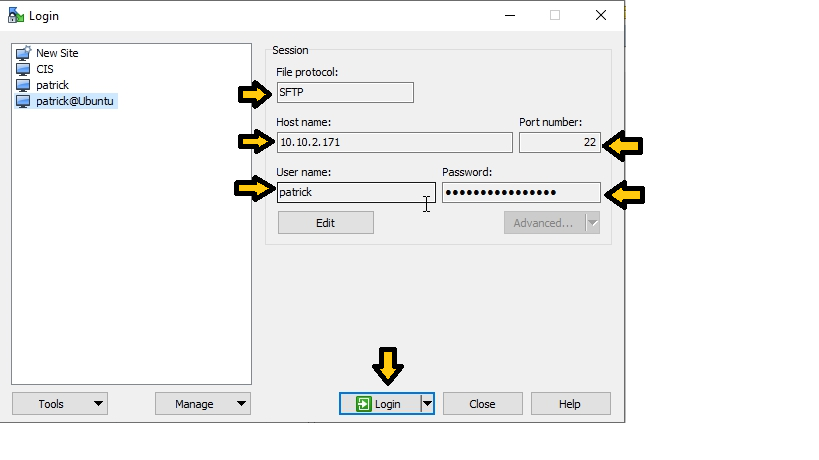 Login
New Site
CIS
patrick
patrick@Ubuntu
Session
File protocol:
SFTP
Host name:
Port number:
10.10.2.171
22
User name:
Password:
patrick
••••••••••••••••
Edit
Advanced...
Tools
Manage
Login
Close
Help